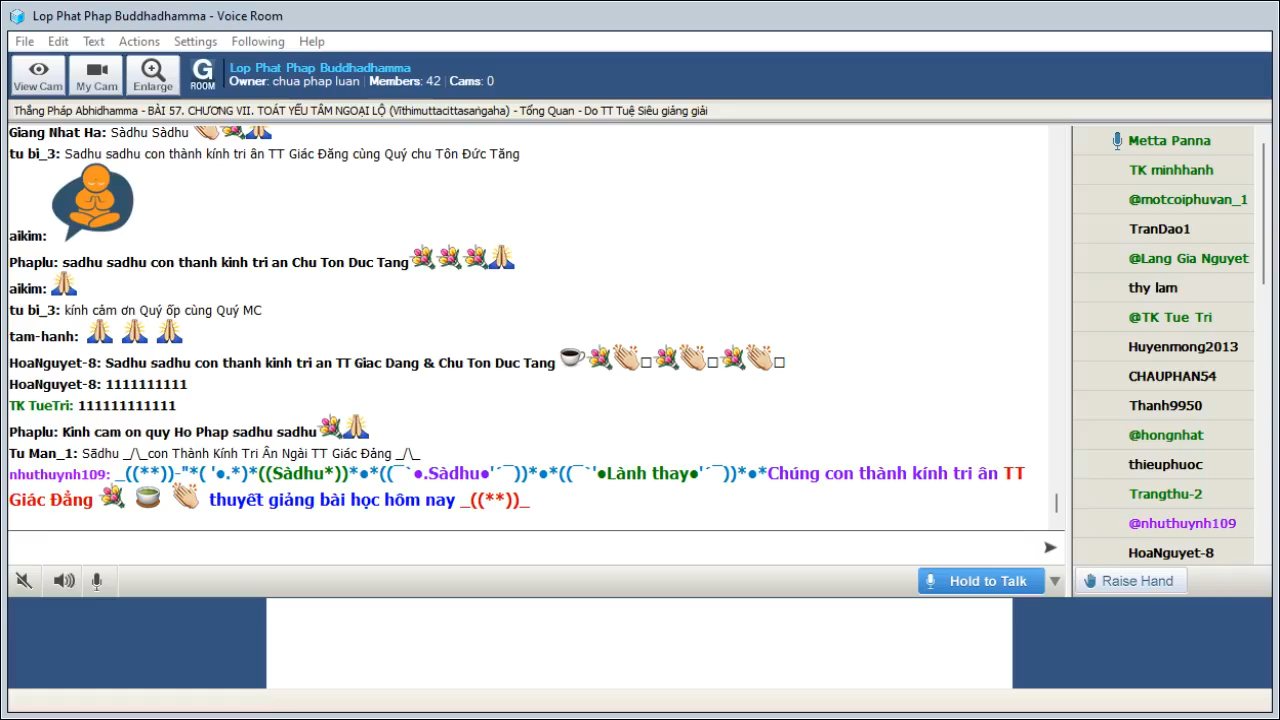 Lop Phat Phap Buddhadhamma - Voice Room
File Edit Text Actions Settings Following Help
View Cam My Cam Enlarge G ROOM
Lop Phat Phap Buddhadhamma
Owner: chua phap luan, Members: 42 Cams: 0
Thắng Pháp Abhidhamma - BÀI 57. CHƯƠNG VII. TOÁT YẾU TÂM NGOẠI LỘ (Vīthimuttacittasaṅgaha) - Tổng Quan - Do TT Tuệ Siêu giảng giải
Giang Nhat Ha: Sàdhu Sàdhu
tu bi_3: Sadhu sadhu con thành kính tri ân TT Giác Đăng cùng Quý chu Tôn Đức Tăng
aikim:
Phaplu: sadhu sadhu con thanh kinh tri an Chu Ton Duc Tang
aikim:
tu bi_3: kính cảm ơn Quý ốp cùng Quý MC
tam-hanh:
HoaNguyet-8: Sadhu sadhu con thanh kinh tri an TT Giac Dang & Chu Ton Duc Tang
HoaNguyet-8: 1111111111
TK TueTri: 111111111111
Phaplu: Kinh cam on quy Ho Phap sadhu sadhu
Tu Man_1: Sādhu _/\_con Thành Kính Tri Ân Ngài TT Giác Đảng _/\_
nhuthuynh109: _((**))-"*( '●.*)*((Sàdhu*))*●*((¯`●.Sàdhu●'´¯))*●*((¯`'●Lành thay●'´¯))*●*Chúng con thành kính tri ân TT
Giác Đẳng thuyết giảng bài học hôm nay _((**))_
Hold to Talk
Metta Panna
TK minhhanh
@motcoiphuvan_1
TranDao1
@Lang Gia Nguyet
thy lam
@TK Tue Tri
Huyenmong2013
CHAUPHAN54
Thanh9950
@hongnhat
thieuphuoc
Trangthu-2
@nhuthuynh109
HoaNguyet-8
Raise Hand